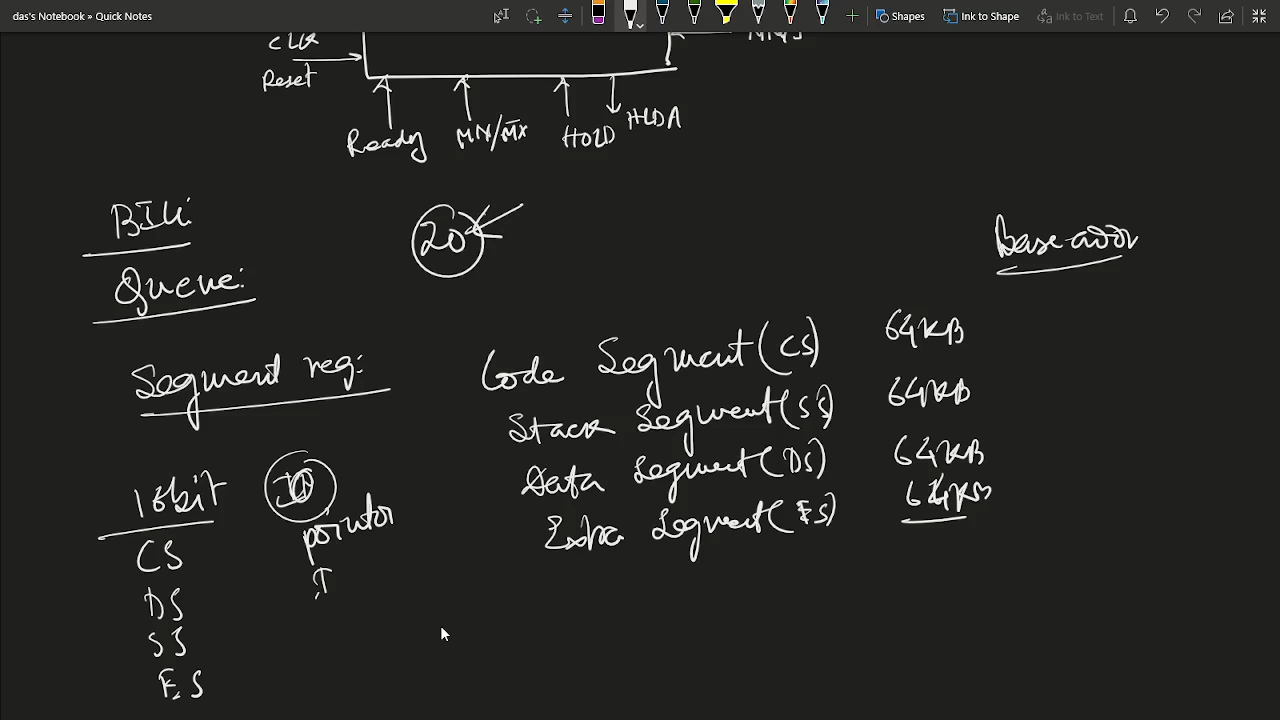 das's Notebook » Quick Notes
Shapes Ink to Shape Ink to Text
CLK
Reset
Ready MN/M̅X̅ HOLD HLDA
BIU:
20
Base addr
Queue:
Segment reg:
Code Segment (CS) 64KB
Stack Segment (SS) 64KB
Data Segment (DS) 64KB
Extra Segment (ES) 64KB
16bit
pointer
CS
DS
SS
ES